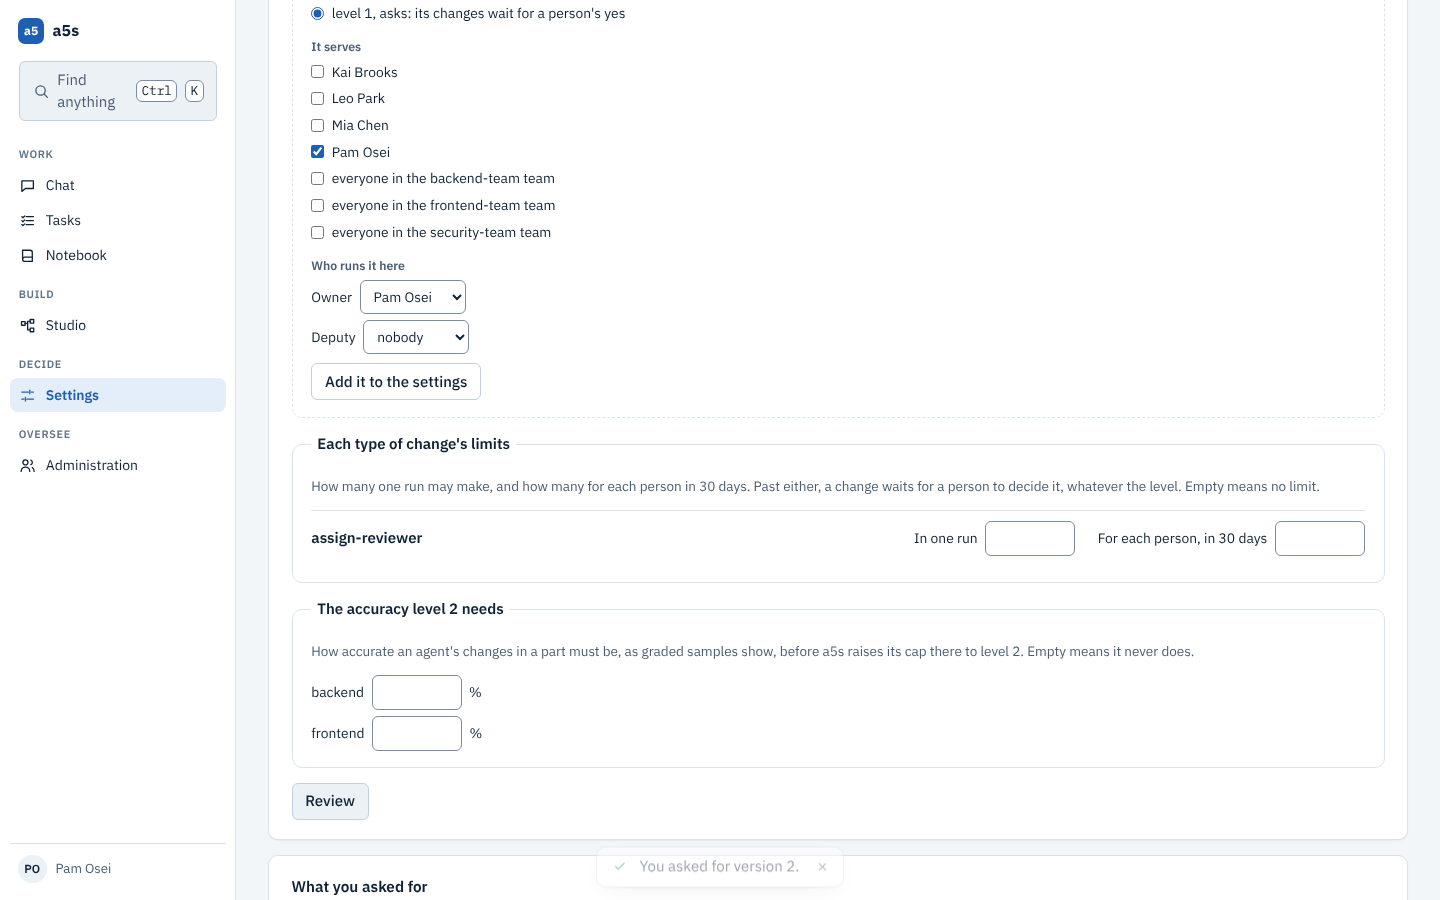 a5 a5s
Find anything Ctrl K
WORK
Chat
Tasks
Notebook
BUILD
Studio
DECIDE
Settings
OVERSEE
Administration
PO Pam Osei
level 1, asks: its changes wait for a person's yes
It serves
Kai Brooks
Leo Park
Mia Chen
Pam Osei
everyone in the backend-team team
everyone in the frontend-team team
everyone in the security-team team
Who runs it here
Owner Pam Osei
Deputy nobody
Add it to the settings
Each type of change's limits
How many one run may make, and how many for each person in 30 days. Past either, a change waits for a person to decide it, whatever the level. Empty means no limit.
assign-reviewer In one run For each person, in 30 days
The accuracy level 2 needs
How accurate an agent's changes in a part must be, as graded samples show, before a5s raises its cap there to level 2. Empty means it never does.
backend %
frontend %
Review
You asked for version 2.
What you asked for